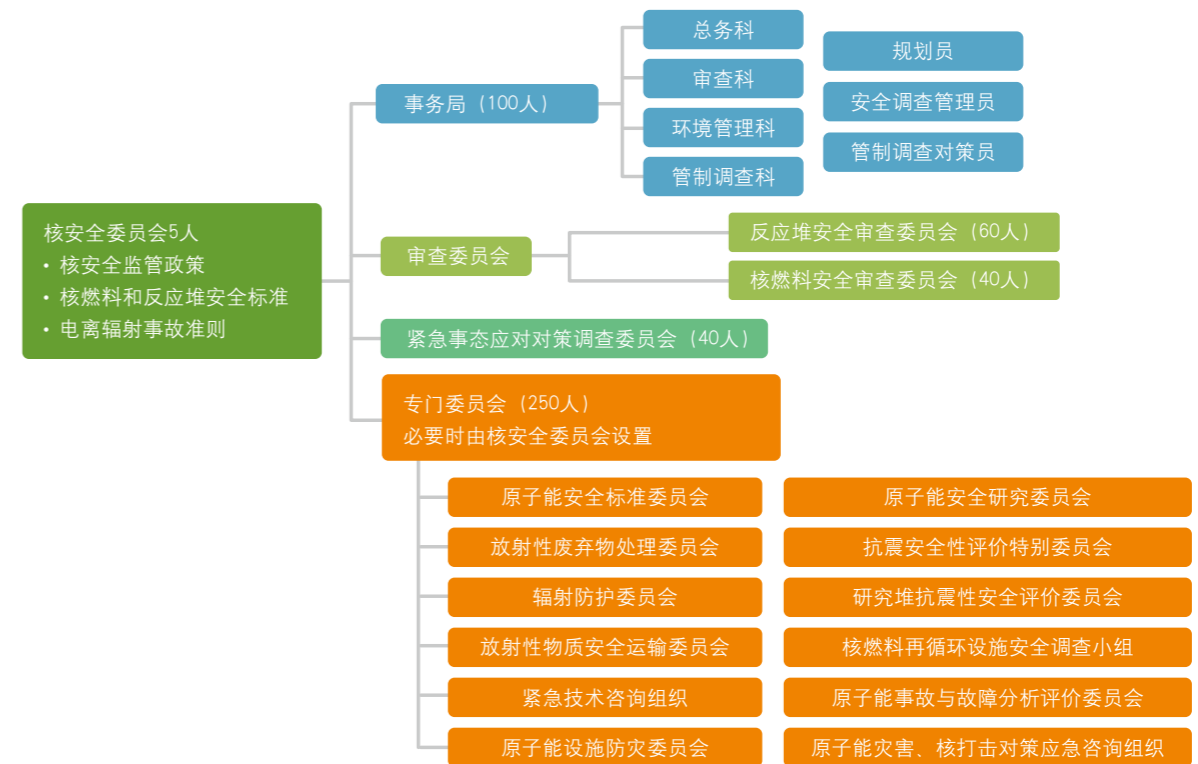 核安全委员会5人
• 核安全监管政策
• 核燃料和反应堆安全标准
• 电离辐射事故准则
事务局（100人）
总务科
审查科
环境管理科
管制调查科
规划员
安全调查管理员
管制调查对策员
审查委员会
反应堆安全审查委员会（60人）
核燃料安全审查委员会（40人）
紧急事态应对对策调查委员会（40人）
专门委员会（250人）
必要时由核安全委员会设置
原子能安全标准委员会
原子能安全研究委员会
放射性废弃物处理委员会
抗震安全性评价特别委员会
辐射防护委员会
研究堆抗震性安全评价委员会
放射性物质安全运输委员会
核燃料再循环设施安全调查小组
紧急技术咨询组织
原子能事故与故障分析评价委员会
原子能设施防灾委员会
原子能灾害、核打击对策应急咨询组织